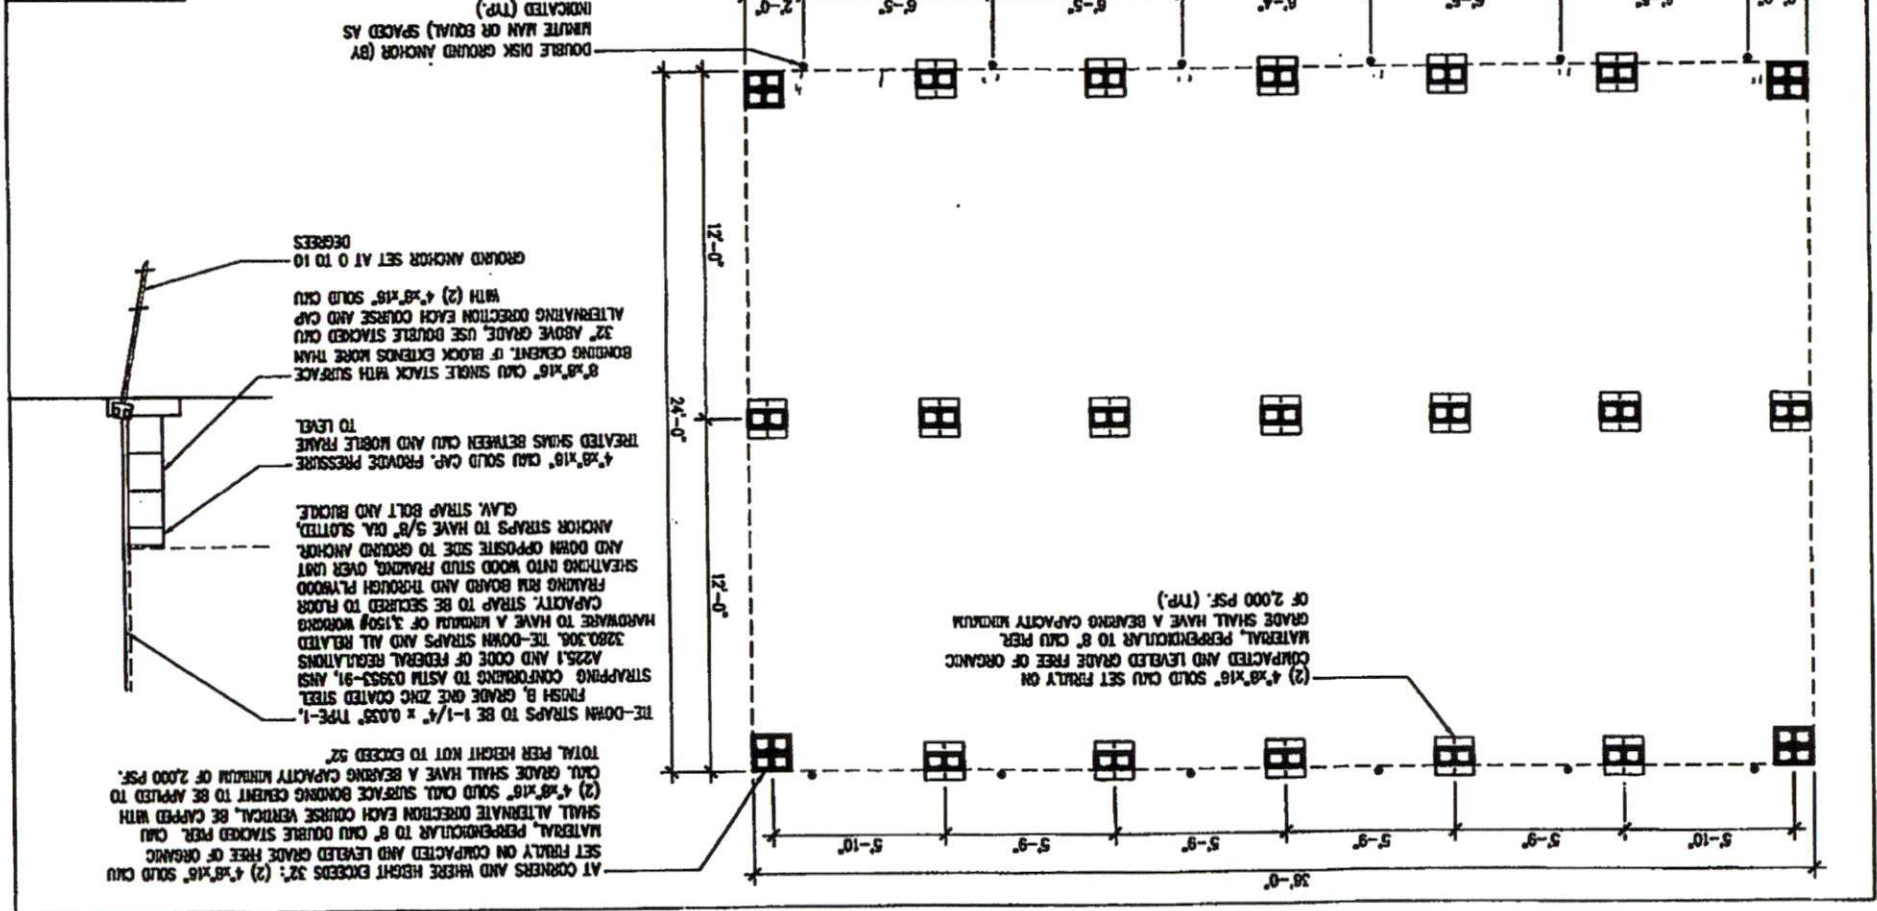 36'-0"
5'-10" 5'-9" 5'-9" 5'-9" 5'-9" 5'-10"
(2) 4"x8"x16" SOLID CMU SET FIRMLY ON
COMPACTED AND LEVELED GRADE FREE OF ORGANIC
MATERIAL, PERPENDICULAR TO 8" CMU PIER.
GRADE SHALL HAVE A BEARING CAPACITY MINIMUM
OF 2,000 PSF. (TYP.)
12'-0"
24'-0"
12'-0"
6'-5" 6'-5" 6'-4" 6'-5" 6'-5" 2'-0"
AT CORNERS AND WHERE HEIGHT EXCEEDS 32": (2) 4"x8"x16" SOLID CMU
SET FIRMLY ON COMPACTED AND LEVELED GRADE FREE OF ORGANIC
MATERIAL, PERPENDICULAR TO 8" CMU DOUBLE STACKED PIER. CMU
SHALL ALTERNATE DIRECTION EACH COURSE VERTICAL, BE CAPPED WITH
(2) 4"x8"x16" SOLID CMU. SURFACE BONDING CEMENT TO BE APPLIED TO
CMU. GRADE SHALL HAVE A BEARING CAPACITY MINIMUM OF 2,000 PSF.
TOTAL PIER HEIGHT NOT TO EXCEED 52"
TIE-DOWN STRAPS TO BE 1-1/4" x 0.035" TYPE-1,
FINISH B, GRADE ONE ZINC COATED STEEL
STRAPPING CONFORMING TO ASTM D3953-91, ANSI
A225.1 AND CODE OF FEDERAL REGULATIONS
3280.306. TIE-DOWN STRAPS AND ALL RELATED
HARDWARE TO HAVE A MINIMUM OF 3,150# WORKING
CAPACITY. STRAP TO BE SECURED TO FLOOR
FRAMING RIM BOARD AND THROUGH PLYWOOD
SHEATHING INTO WOOD STUD FRAMING, OVER UNIT
AND DOWN OPPOSITE SIDE TO GROUND ANCHOR.
ANCHOR STRAPS TO HAVE 5/8" DIA. SLOTTED,
GLAV. STRAP BOLT AND BUCKLE.
4"x8"x16" CMU SOLID CAP. PROVIDE PRESSURE
TREATED SHIMS BETWEEN CMU AND MOBILE FRAME
TO LEVEL
8"x8"x16" CMU SINGLE STACK WITH SURFACE
BONDING CEMENT. IF BLOCK EXTENDS MORE THAN
32" ABOVE GRADE, USE DOUBLE STACKED CMU
ALTERNATING DIRECTION EACH COURSE AND CAP
WITH (2) 4"x8"x16" SOLID CMU
GROUND ANCHOR SET AT 0 TO 10
DEGREES
DOUBLE DISK GROUND ANCHOR (BY
MINUTE MAN OR EQUAL) SPACED AS
INDICATED (TYP.)